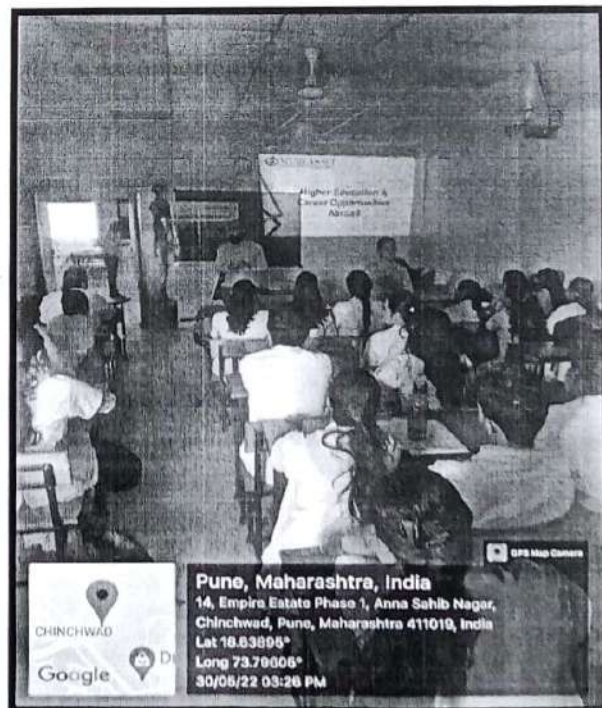 Higher Education &
Career Opportunities
Abroad
GPS Map Camera
Pune, Maharashtra, India
14, Empire Estate Phase 1, Anna Sahib Nagar,
Chinchwad, Pune, Maharashtra 411019, India
Lat 18.63895°
Long 73.79606°
30/05/22 03:26 PM
CHINCHWAD
Google